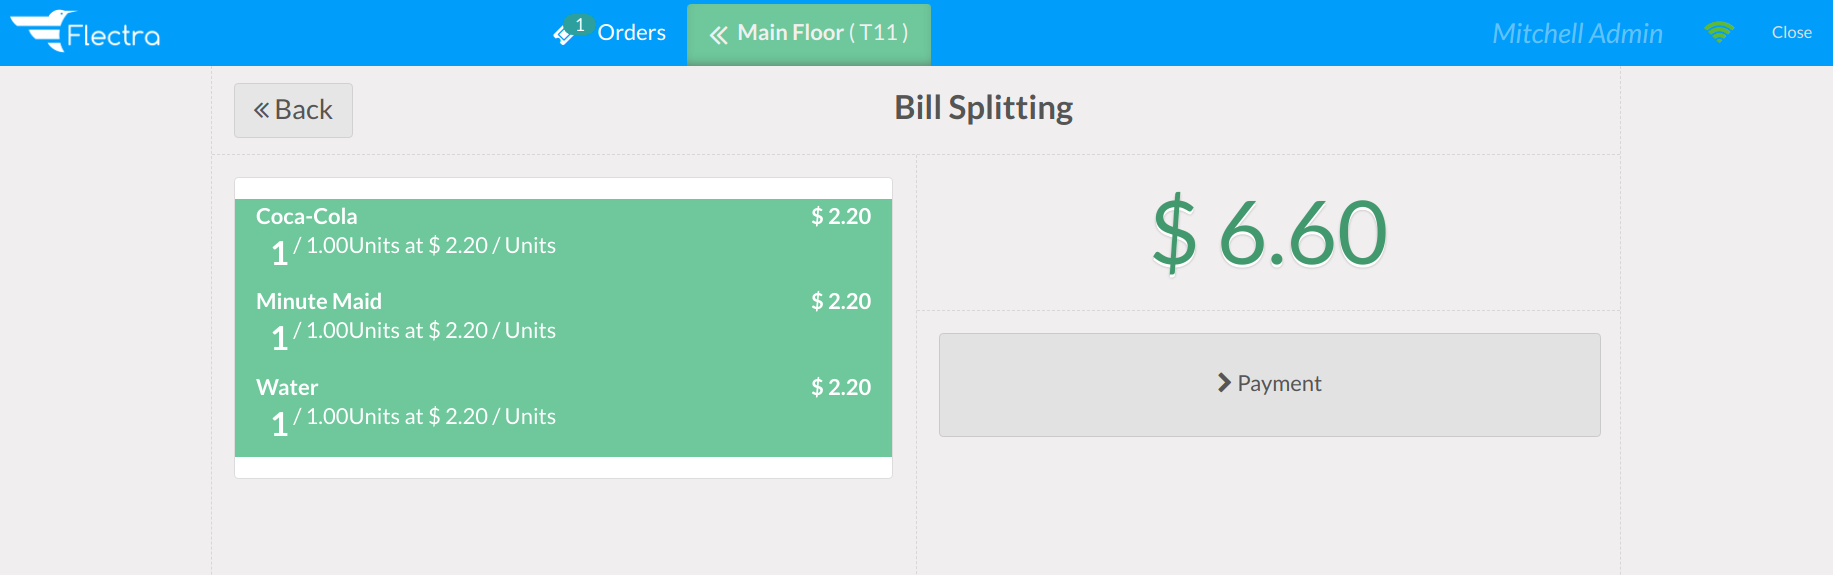 Flectra
1 Orders
Main Floor ( T11 )
Mitchell Admin
Close
Back
Bill Splitting
Coca-Cola $ 2.20
1 / 1.00Units at $ 2.20 / Units
Minute Maid $ 2.20
1 / 1.00Units at $ 2.20 / Units
Water $ 2.20
1 / 1.00Units at $ 2.20 / Units
$ 6.60
Payment